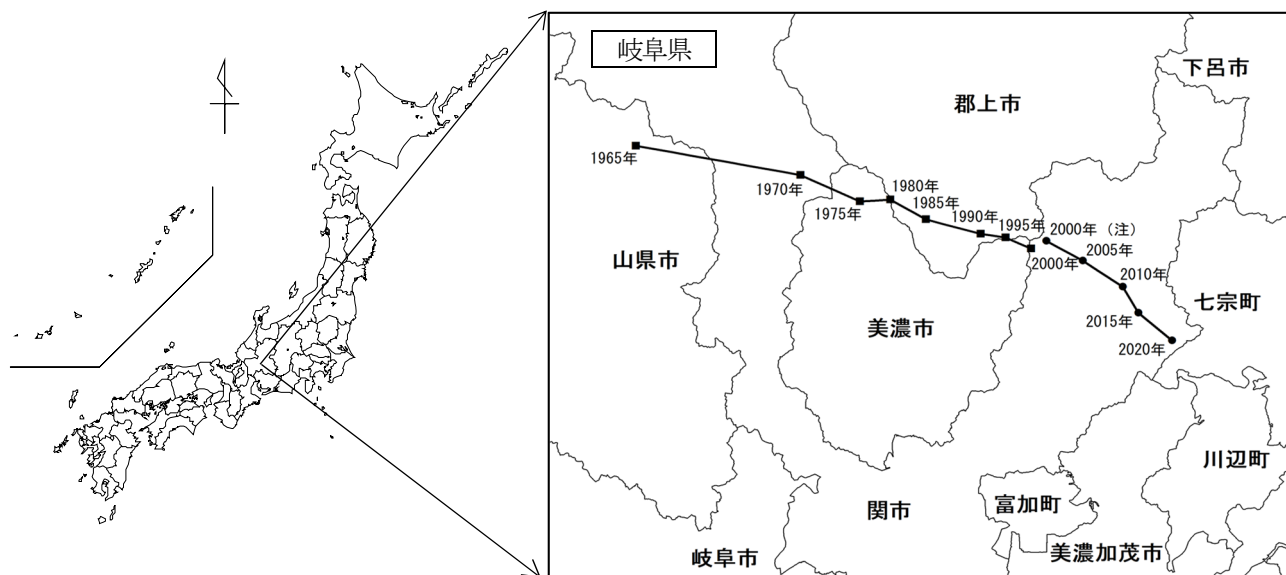 岐阜県
下呂市
郡上市
1965年
1970年
1975年
1980年
1985年
1990年
1995年
2000年
2000年（注）
2005年
2010年
2015年
2020年
山県市
美濃市
七宗町
川辺町
富加町
関市
美濃加茂市
岐阜市